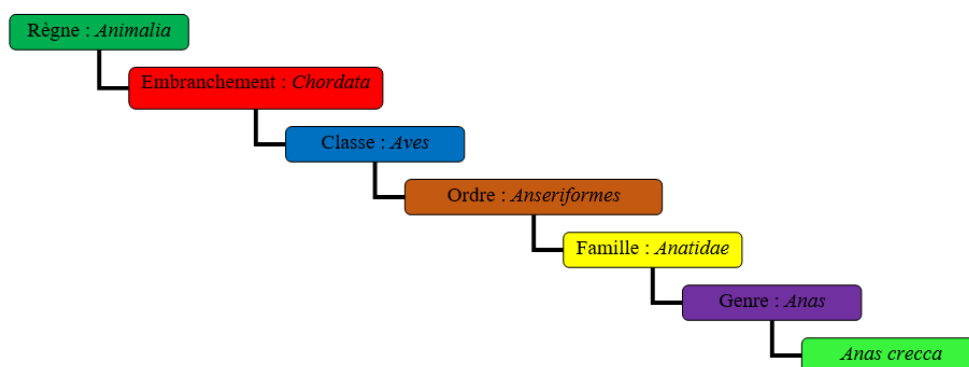 Règne : Animalia
Embranchement : Chordata
Classe : Aves
Ordre : Anseriformes
Famille : Anatidae
Genre : Anas
Anas crecca